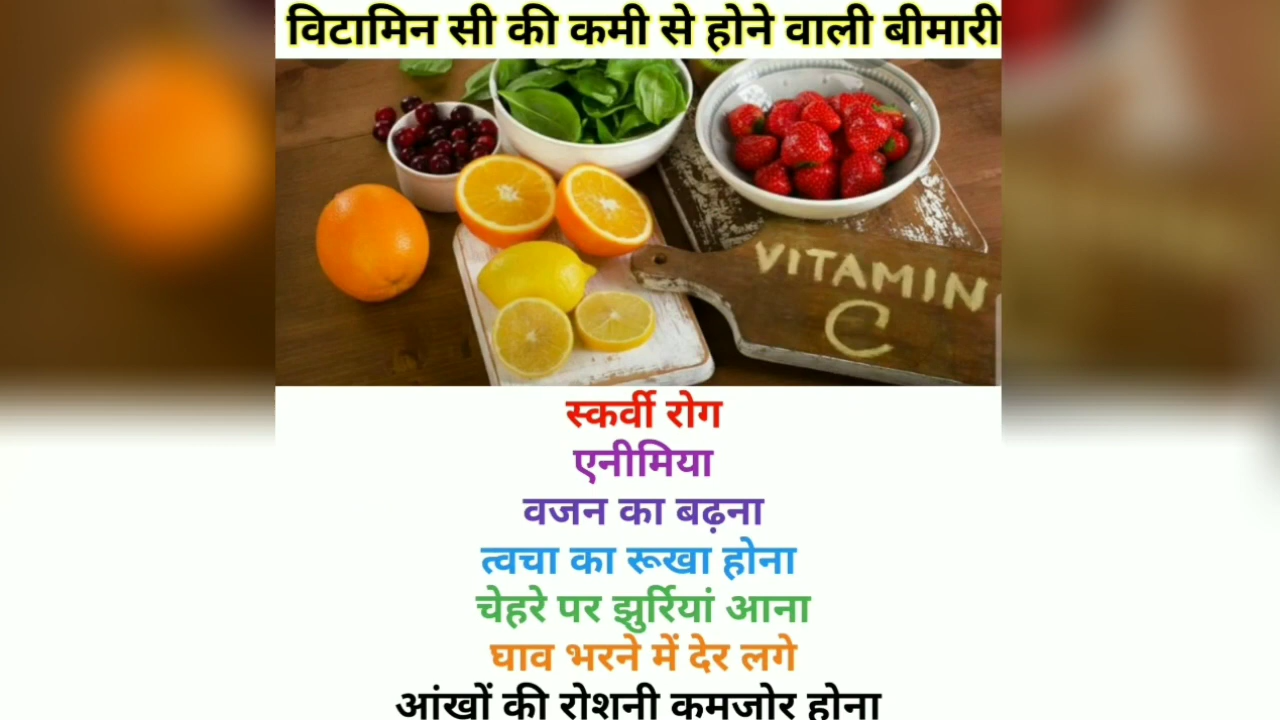 विटामिन सी की कमी से होने वाली बीमारी
VITAMIN
C
स्कर्वी रोग
एनीमिया
वजन का बढ़ना
त्वचा का रूखा होना
चेहरे पर झुर्रियां आना
घाव भरने में देर लगे
आंखों की रोशनी कमजोर होना